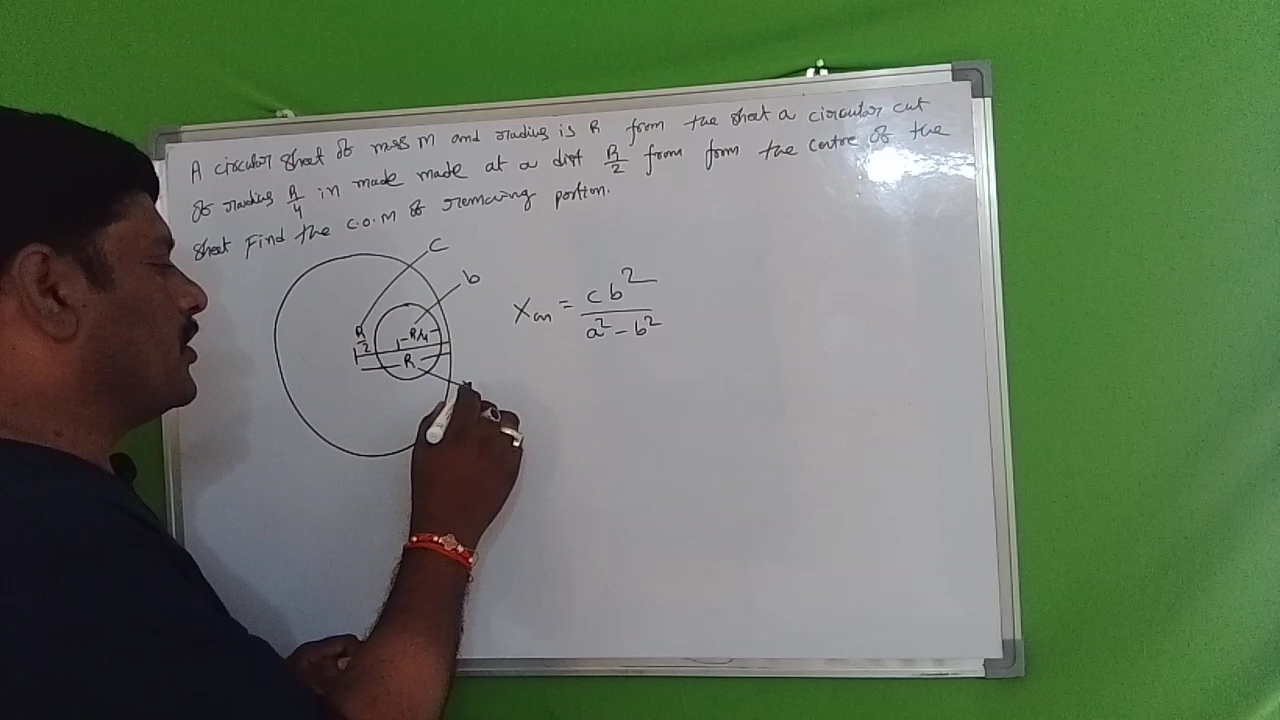 A circular sheet of mass M and radius is R from the sheet a circular cut
of radius R/4 in made made at a dist R/2 from from the centre of the
sheet Find the C.O.M of remaining portion.
C
b
R/2
R/4
R
Xcm = cb²/a² - b²